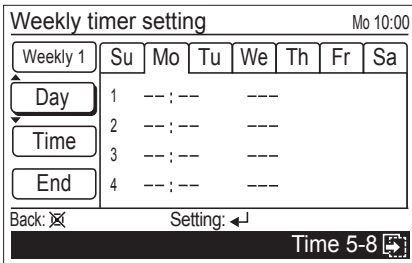 Weekly timer setting Mo 10:00
Weekly 1 Su Mo Tu We Th Fr Sa
Day 1 --:-- ---
2 --:-- ---
Time
3 --:-- ---
End 4 --:-- ---
Back: Setting:
Time 5-8